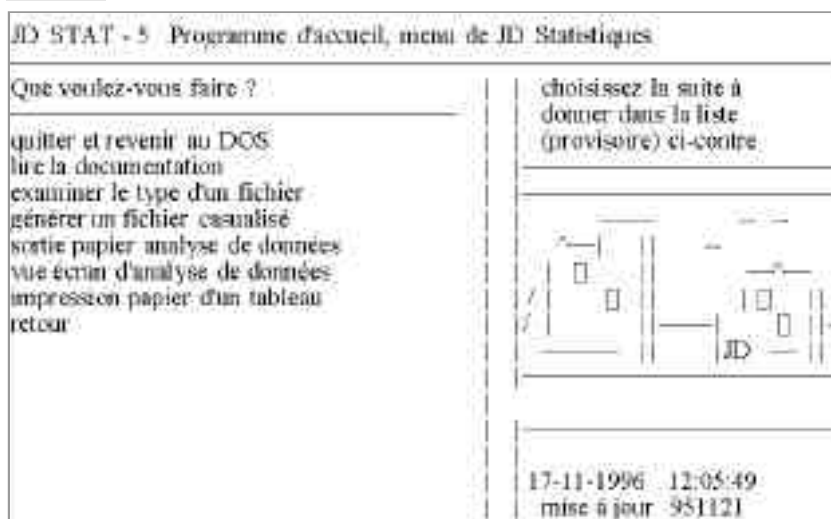 JD STAT - 5 Programme d'accueil, menu de JD Statistiques
Que voulez-vous faire ?
quitter et revenir au DOS
lire la documentation
examiner le type d'un fichier
générer un fichier casualisé
sortie papier analyse de données
vue écran d'analyse de données
impression papier d'un tableau
retour
choisissez la suite à
donner dans la liste
(provisoire) ci-contre
JD
17-11-1996 12:05:49
mise à jour 951121